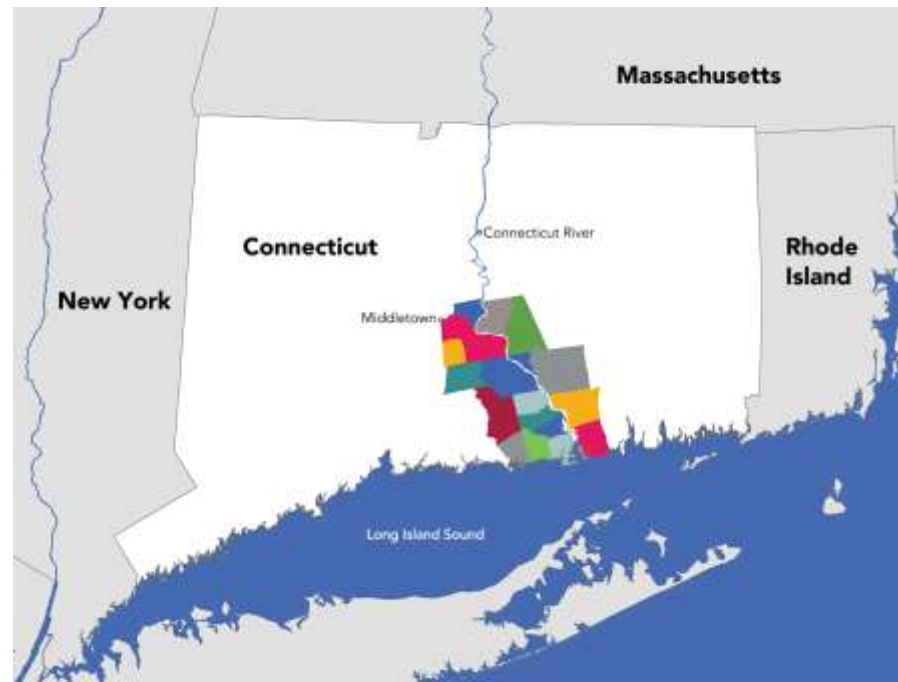 Massachusetts
Connecticut River
Connecticut
Rhode
Island
New York
Middletown
Long Island Sound